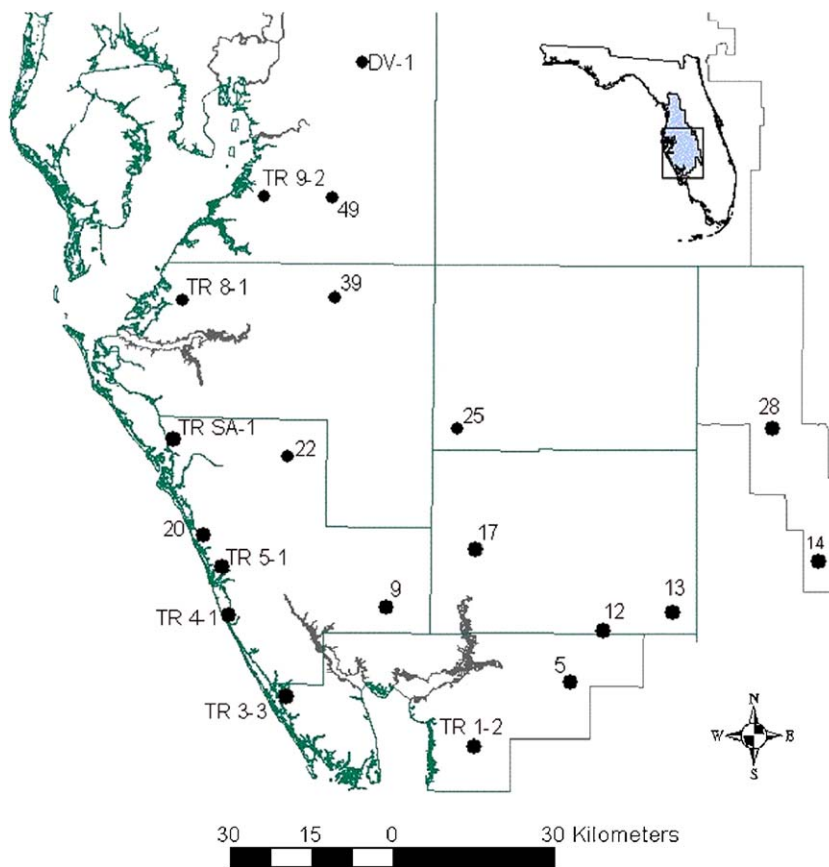 DV-1
TR 9-2
49
TR 8-1
39
TR SA-1
22
25
28
20
TR 5-1
17
14
TR 4-1
9
12
13
5
TR 3-3
TR 1-2
N
W E
S
30 15 0 30 Kilometers